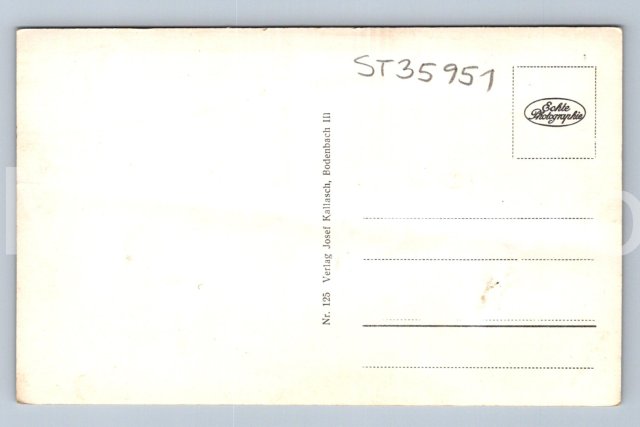 ST35951
Echte
Photographie
Nr. 125 Verlag Josef Kallasch, Bodenbach III